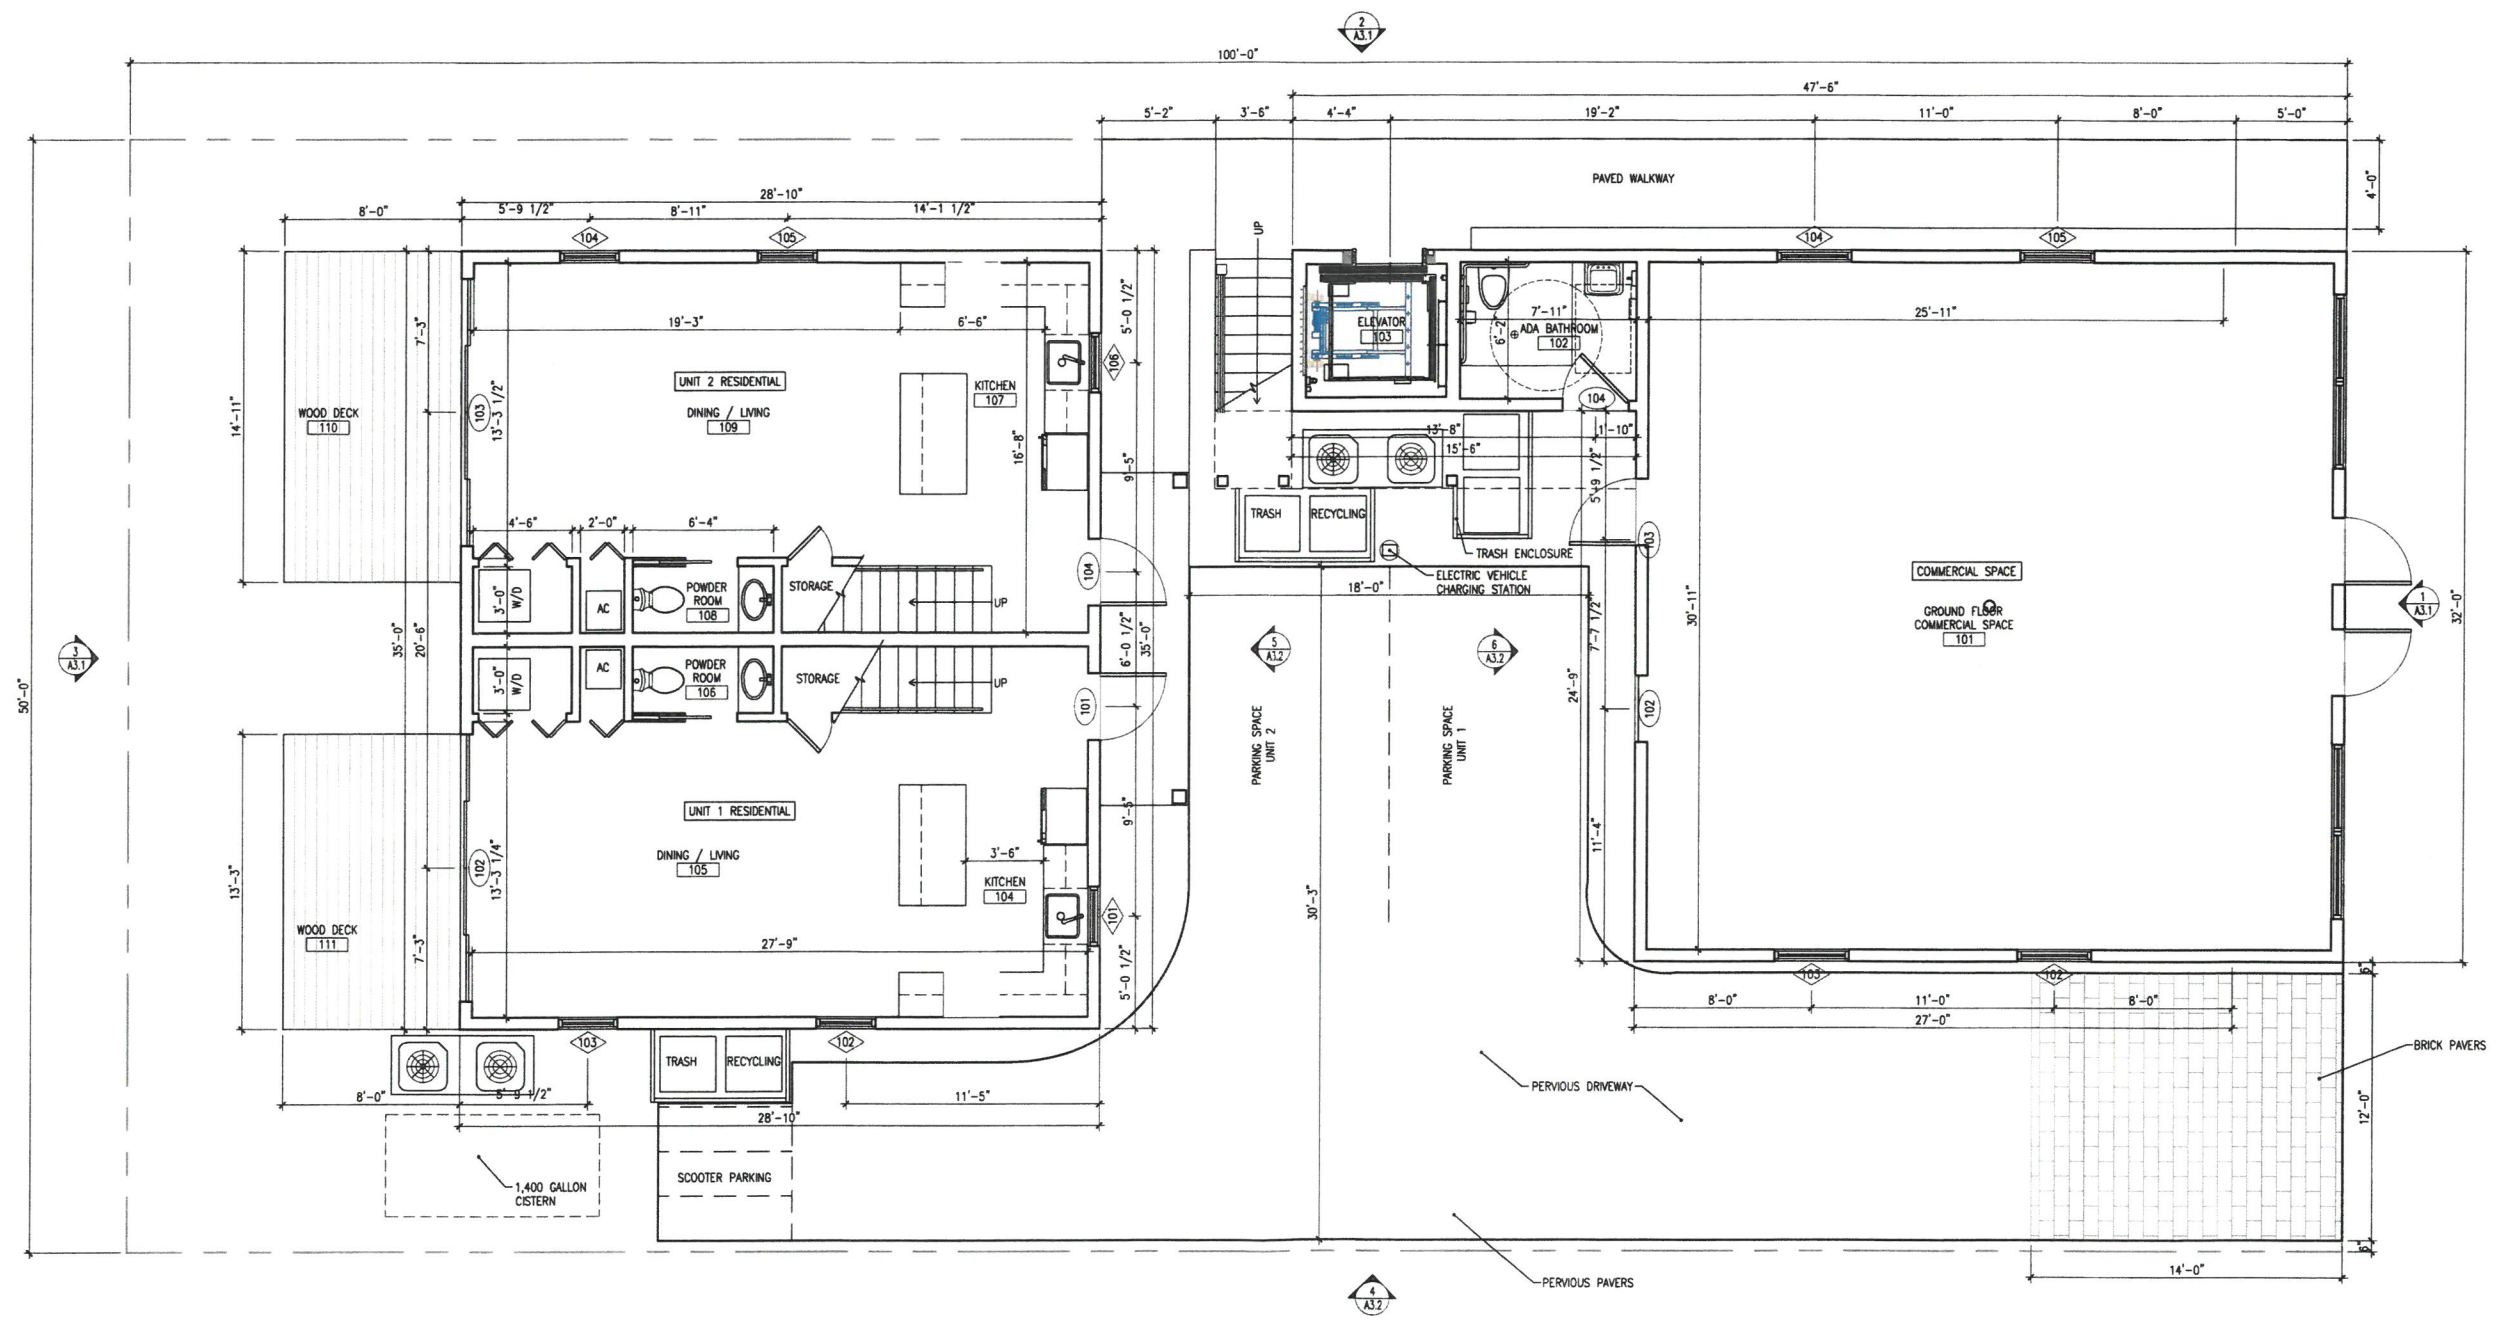 2
A3.1
100'-0"
47'-6"
5'-2"
3'-6"
4'-4"
19'-2"
11'-0"
8'-0"
5'-0"
PAVED WALKWAY
4'-0"
28'-10"
8'-0"
5'-9 1/2"
8'-11"
14'-1 1/2"
UP
104
105
104
105
19'-3"
6'-6"
5'-0 1/2"
7'-3"
ELEVATOR
103
7'-11"
6'-2"
ADA BATHROOM
102
25'-11"
106
UNIT 2 RESIDENTIAL
KITCHEN
107
DINING / LIVING
109
WOOD DECK
110
14'-11"
103
13'-3 1/2"
16'-8"
9'-5"
104
13'-8"
1'-10"
15'-6"
5'-9 1/2"
TRASH
RECYCLING
103
TRASH ENCLOSURE
ELECTRIC VEHICLE
CHARGING STATION
4'-6"
2'-0"
6'-4"
3'-0"
W/D
AC
POWDER
ROOM
108
STORAGE
UP
104
18'-0"
COMMERCIAL SPACE
GROUND FLOOR
COMMERCIAL SPACE
101
30'-11"
32'-0"
1
A3.1
3
A3.1
50'-0"
35'-0"
20'-6"
3'-0"
W/D
AC
POWDER
ROOM
106
STORAGE
UP
6'-0 1/2"
35'-0"
101
5
A3.2
6
A3.2
7'-7 1/2"
24'-9"
102
PARKING SPACE
UNIT 2
PARKING SPACE
UNIT 1
UNIT 1 RESIDENTIAL
DINING / LIVING
105
3'-6"
KITCHEN
104
9'-5"
11'-4"
102
13'-3 1/4"
13'-3"
WOOD DECK
111
7'-3"
27'-9"
101
5'-0 1/2"
30'-3"
103
102
6"
8'-0"
11'-0"
8'-0"
27'-0"
103
102
TRASH
RECYCLING
8'-0"
5'-9 1/2"
11'-5"
28'-10"
PERVIOUS DRIVEWAY
BRICK PAVERS
12'-0"
SCOOTER PARKING
1,400 GALLON
CISTERN
6"
14'-0"
PERVIOUS PAVERS
4
A3.2